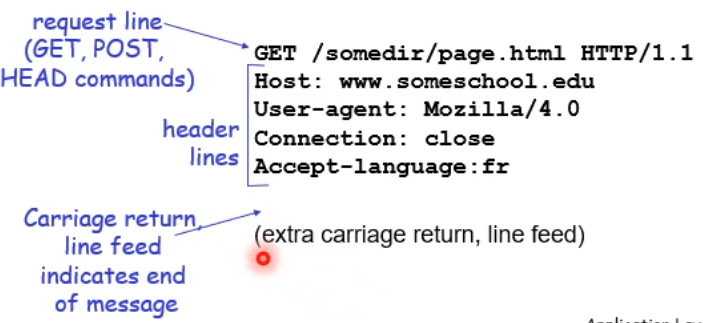 request line
(GET, POST,
HEAD commands)
GET /somedir/page.html HTTP/1.1
Host: www.someschool.edu
User-agent: Mozilla/4.0
Connection: close
Accept-language:fr
header
lines
Carriage return,
line feed
indicates end
of message
(extra carriage return, line feed)